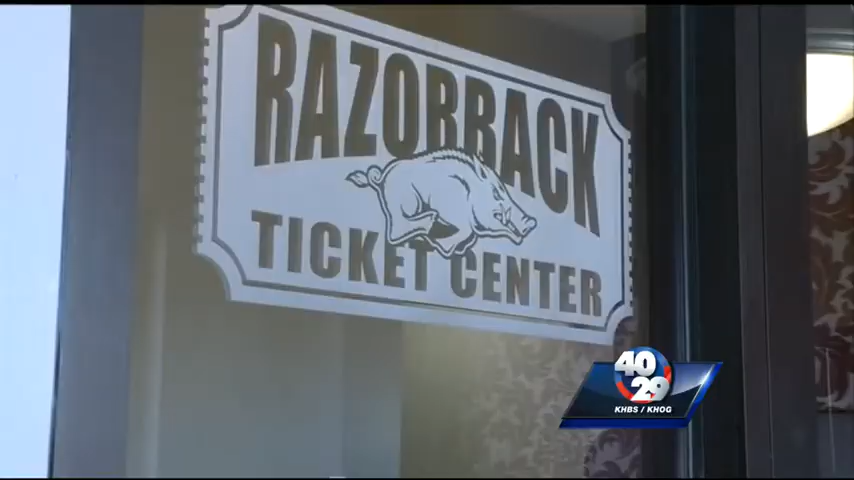 RAZORBACK
TICKET CENTER
40
29
KHBS / KHOG